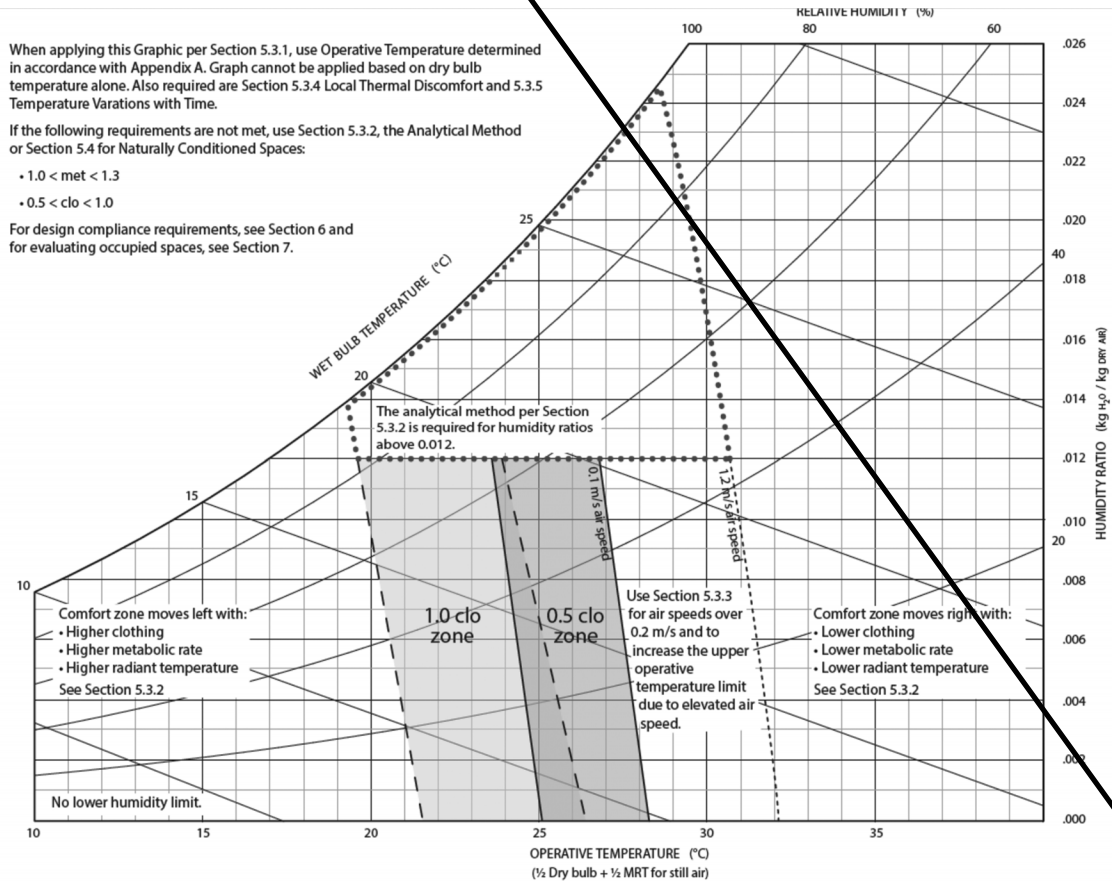 RELATIVE HUMIDITY (%)
100 80 60
When applying this Graphic per Section 5.3.1, use Operative Temperature determined
in accordance with Appendix A. Graph cannot be applied based on dry bulb
temperature alone. Also required are Section 5.3.4 Local Thermal Discomfort and 5.3.5
Temperature Varations with Time.
If the following requirements are not met, use Section 5.3.2, the Analytical Method
or Section 5.4 for Naturally Conditioned Spaces:
• 1.0 < met < 1.3
• 0.5 < clo < 1.0
For design compliance requirements, see Section 6 and
for evaluating occupied spaces, see Section 7.
WET BULB TEMPERATURE (°C)
25
20
15
10
The analytical method per Section
5.3.2 is required for humidity ratios
above 0.012.
0.1 m/s air speed
1.2 m/s air speed
1.0 clo
zone
0.5 clo
zone
Use Section 5.3.3
for air speeds over
0.2 m/s and to
increase the upper
operative
temperature limit
due to elevated air
speed.
Comfort zone moves left with:
• Higher clothing
• Higher metabolic rate
• Higher radiant temperature
See Section 5.3.2
Comfort zone moves right with:
• Lower clothing
• Lower metabolic rate
• Lower radiant temperature
See Section 5.3.2
No lower humidity limit.
.026
.024
.022
.020
40
.018
.016
.014
.012
.010
20
.008
.006
.004
.002
.000
HUMIDITY RATIO (kg H₂O / kg DRY AIR)
10 15 20 25 30 35
OPERATIVE TEMPERATURE (°C)
(½ Dry bulb + ½ MRT for still air)